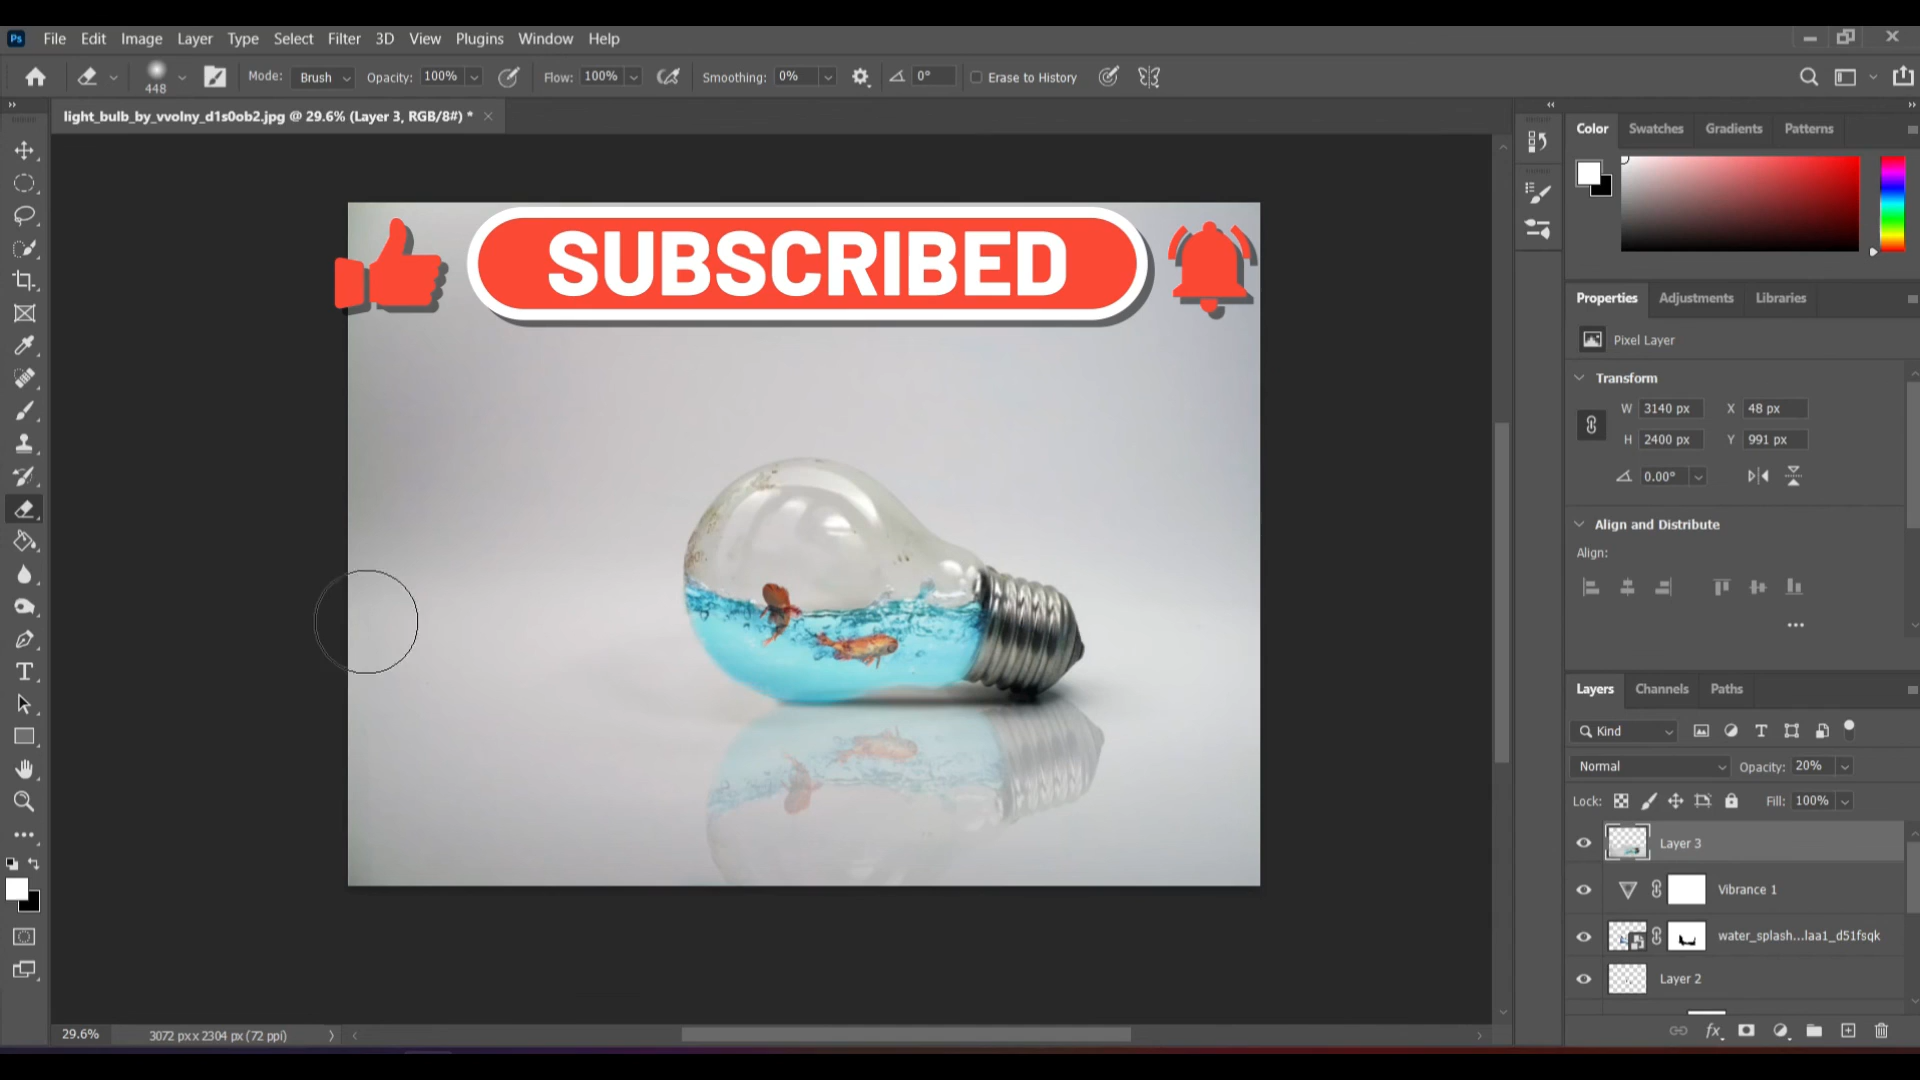 Ps File Edit Image Layer Type Select Filter 3D View Plugins Window Help
448 Mode: Brush Opacity: 100% Flow: 100% Smoothing: 0% 0° Erase to History
light_bulb_by_vvolny_d1s0ob2.jpg @ 29.6% (Layer 3, RGB/8#) *
SUBSCRIBED
Color Swatches Gradients Patterns
Properties Adjustments Libraries
Pixel Layer
Transform
W 3140 px X 48 px
H 2400 px Y 991 px
0.00°
Align and Distribute
Align:
Layers Channels Paths
Kind
Normal Opacity: 20%
Lock: Fill: 100%
Layer 3
Vibrance 1
water_splash...laa1_d51fsqk
Layer 2
29.6% 3072 px x 2304 px (72 ppi)
fx